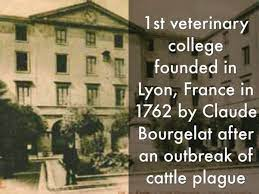 1st veterinary
college
founded in
Lyon, France in
1762 by Claude
Bourgelat after
an outbreak of
cattle plague